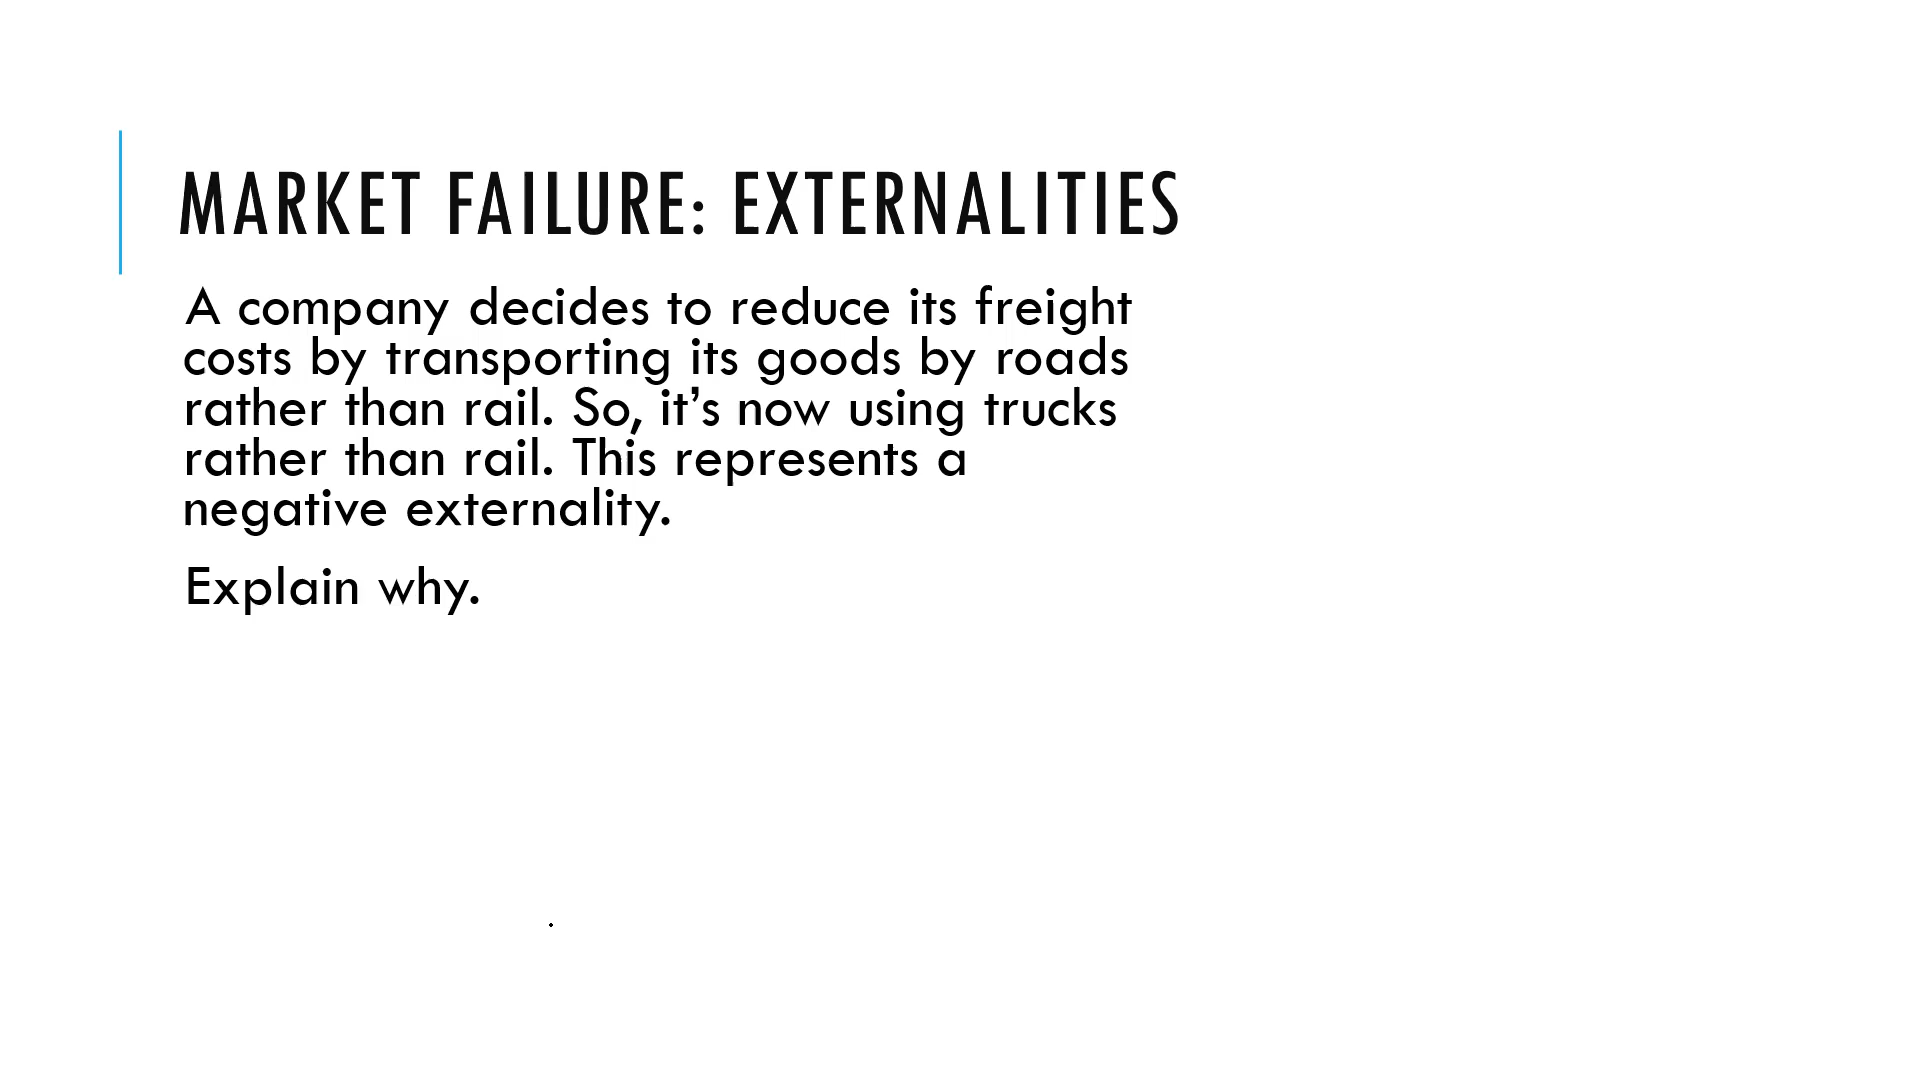 MARKET FAILURE: EXTERNALITIES
A company decides to reduce its freight
costs by transporting its goods by roads
rather than rail. So, it’s now using trucks
rather than rail. This represents a
negative externality.
Explain why.
.